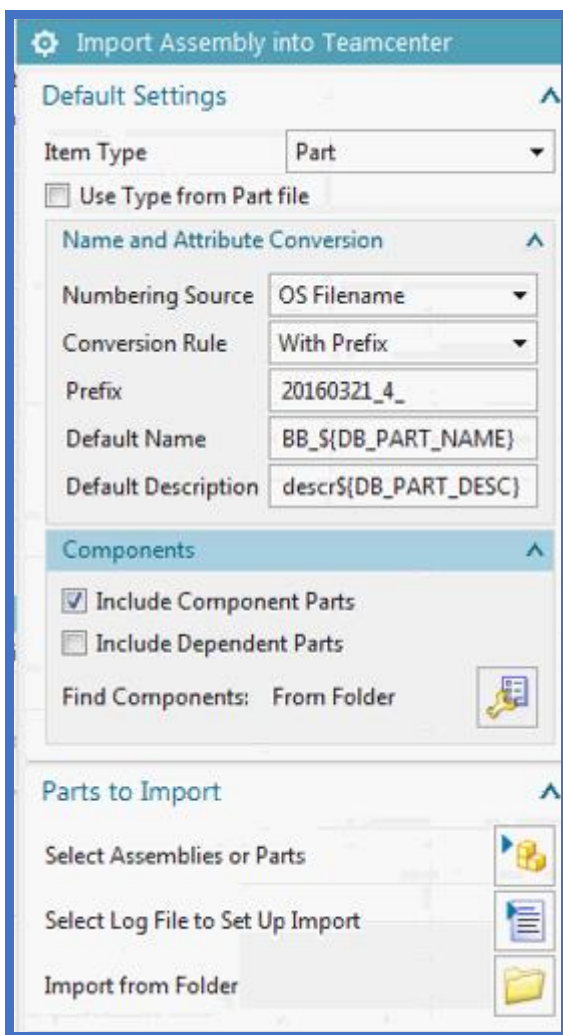 Import Assembly into Teamcenter
Default Settings
Item Type Part
Use Type from Part file
Name and Attribute Conversion
Numbering Source OS Filename
Conversion Rule With Prefix
Prefix 20160321_4_
Default Name BB_${DB_PART_NAME}
Default Description descr${DB_PART_DESC}
Components
Include Component Parts
Include Dependent Parts
Find Components: From Folder
Parts to Import
Select Assemblies or Parts
Select Log File to Set Up Import
Import from Folder